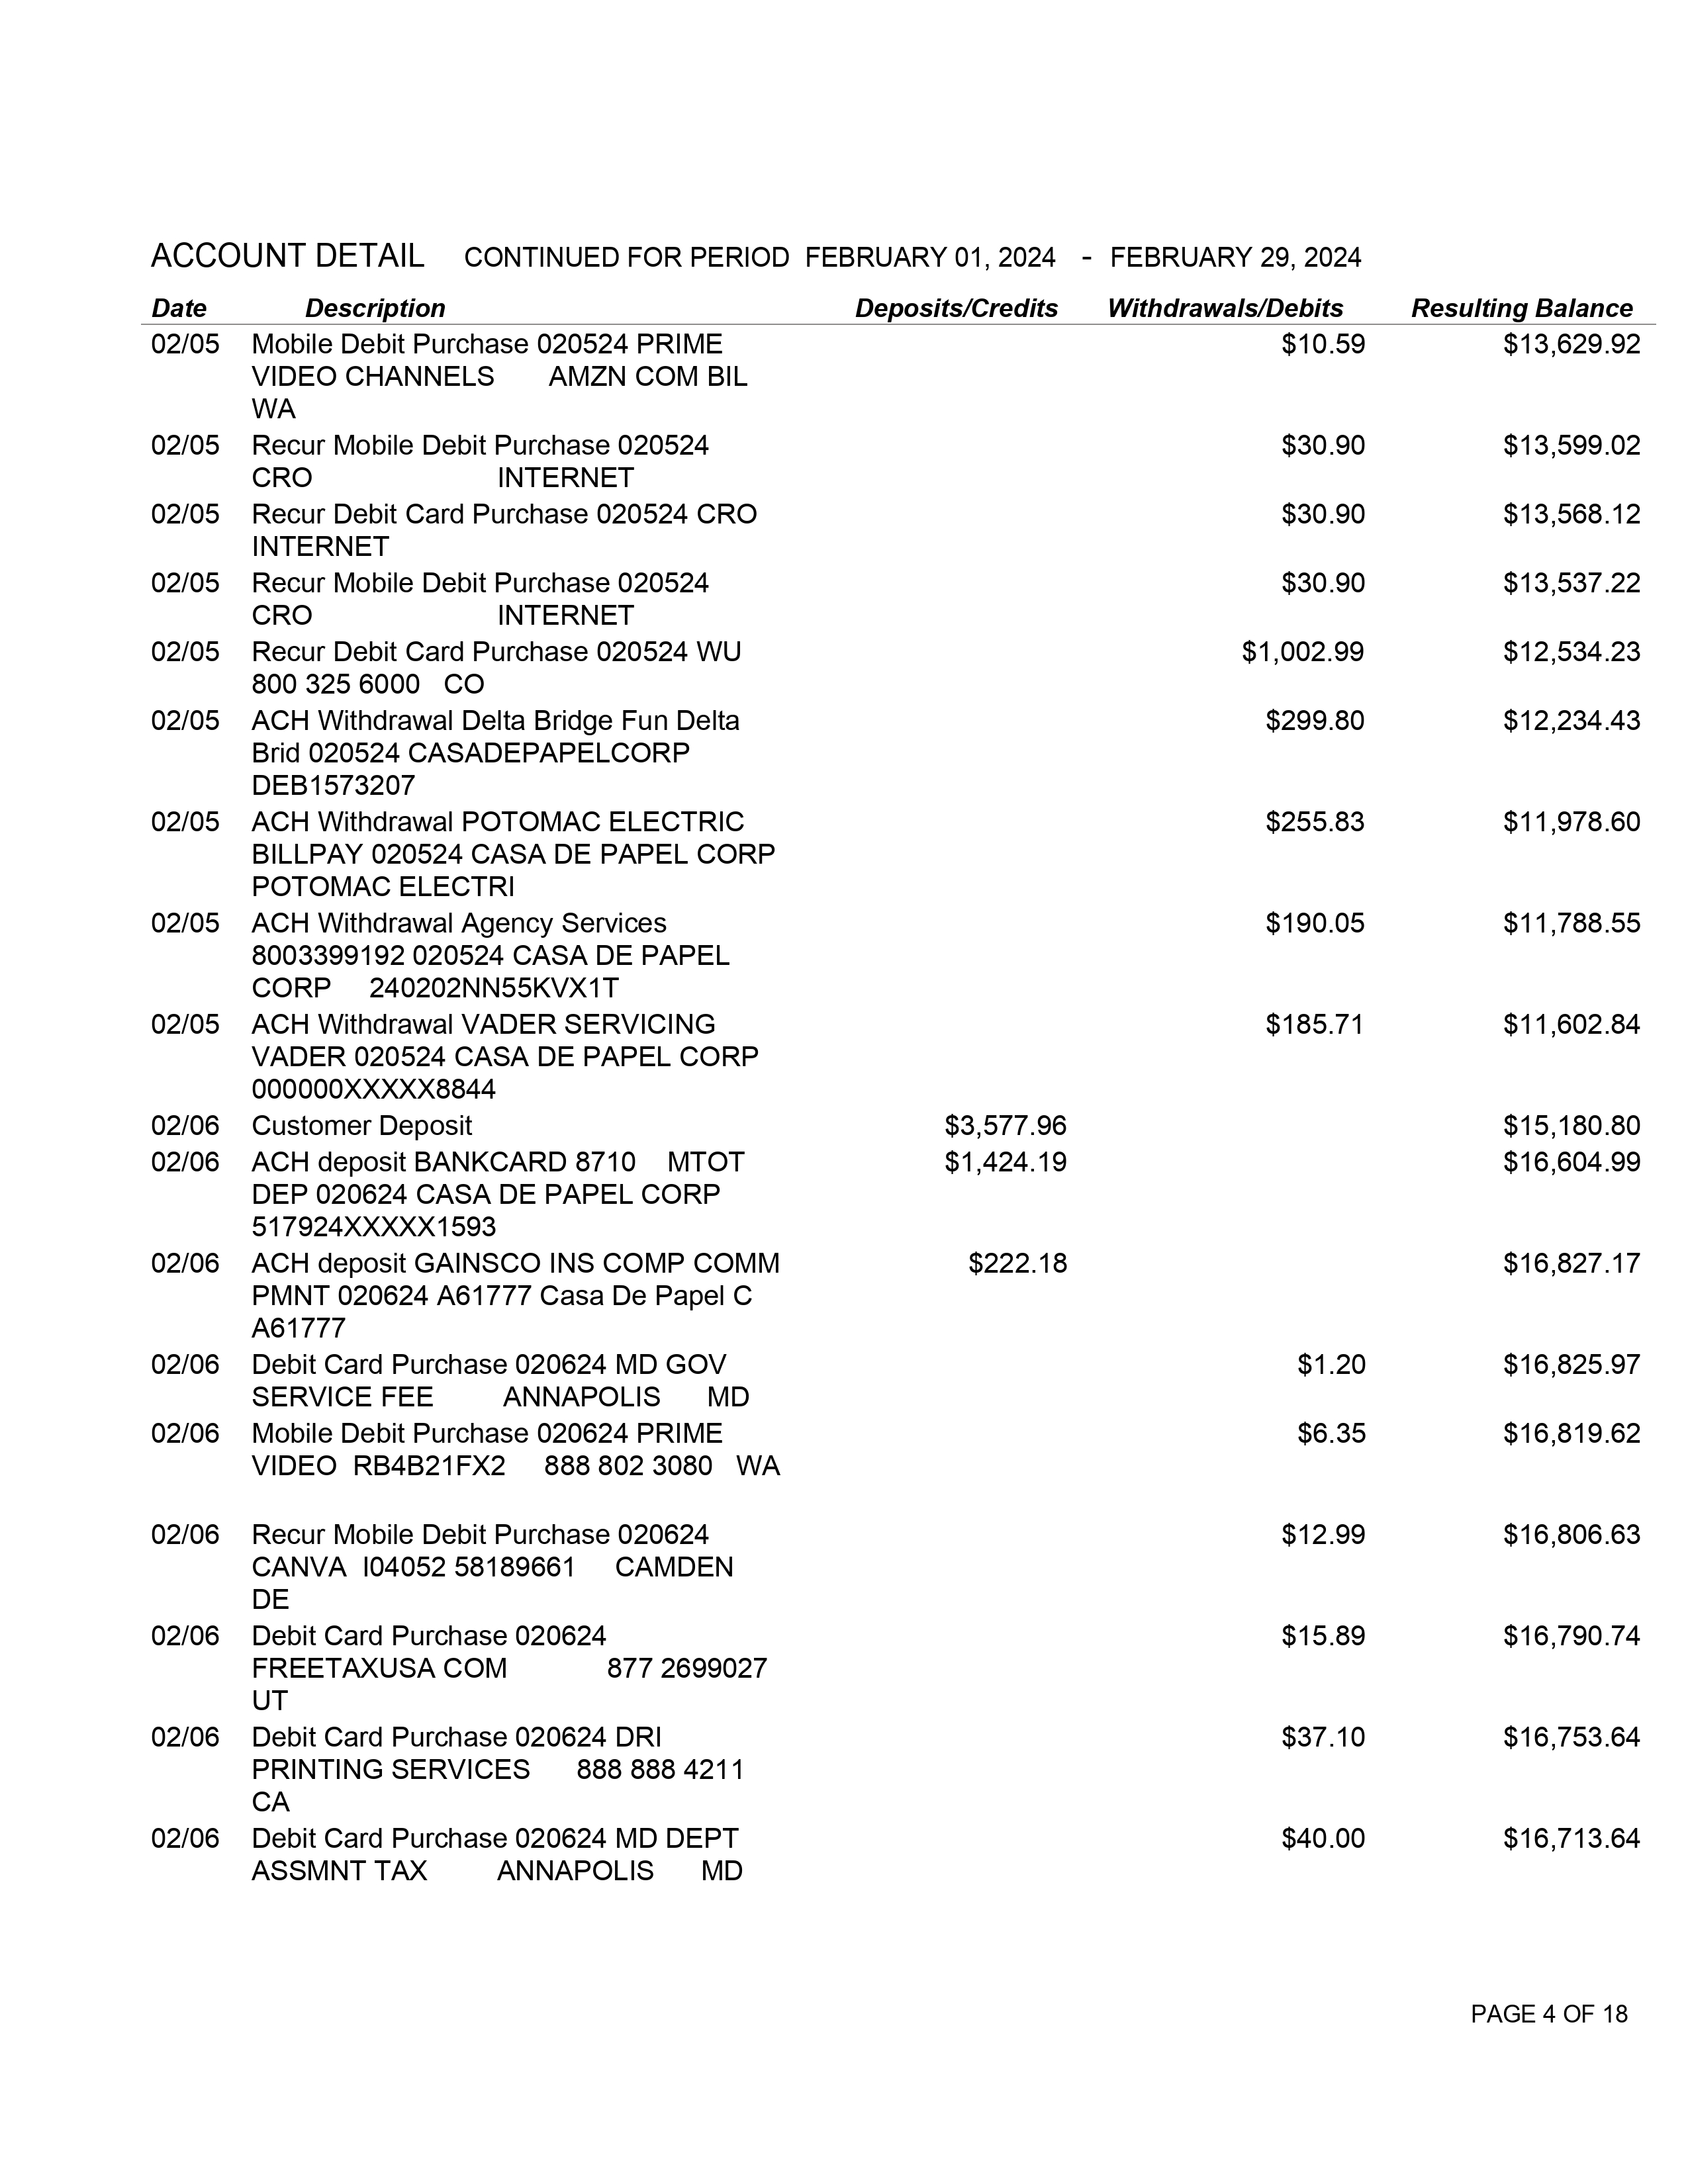 ACCOUNT DETAIL CONTINUED FOR PERIOD FEBRUARY 01, 2024 - FEBRUARY 29, 2024
Date Description Deposits/Credits Withdrawals/Debits Resulting Balance
02/05 Mobile Debit Purchase 020524 PRIME $10.59 $13,629.92
VIDEO CHANNELS AMZN COM BIL
WA
02/05 Recur Mobile Debit Purchase 020524 $30.90 $13,599.02
CRO INTERNET
02/05 Recur Debit Card Purchase 020524 CRO $30.90 $13,568.12
INTERNET
02/05 Recur Mobile Debit Purchase 020524 $30.90 $13,537.22
CRO INTERNET
02/05 Recur Debit Card Purchase 020524 WU $1,002.99 $12,534.23
800 325 6000 CO
02/05 ACH Withdrawal Delta Bridge Fun Delta $299.80 $12,234.43
Brid 020524 CASADEPAPELCORP
DEB1573207
02/05 ACH Withdrawal POTOMAC ELECTRIC $255.83 $11,978.60
BILLPAY 020524 CASA DE PAPEL CORP
POTOMAC ELECTRI
02/05 ACH Withdrawal Agency Services $190.05 $11,788.55
8003399192 020524 CASA DE PAPEL
CORP 240202NN55KVX1T
02/05 ACH Withdrawal VADER SERVICING $185.71 $11,602.84
VADER 020524 CASA DE PAPEL CORP
000000XXXXX8844
02/06 Customer Deposit $3,577.96 $15,180.80
02/06 ACH deposit BANKCARD 8710 MTOT $1,424.19 $16,604.99
DEP 020624 CASA DE PAPEL CORP
517924XXXXX1593
02/06 ACH deposit GAINSCO INS COMP COMM $222.18 $16,827.17
PMNT 020624 A61777 Casa De Papel C
A61777
02/06 Debit Card Purchase 020624 MD GOV $1.20 $16,825.97
SERVICE FEE ANNAPOLIS MD
02/06 Mobile Debit Purchase 020624 PRIME $6.35 $16,819.62
VIDEO RB4B21FX2 888 802 3080 WA
02/06 Recur Mobile Debit Purchase 020624 $12.99 $16,806.63
CANVA I04052 58189661 CAMDEN
DE
02/06 Debit Card Purchase 020624 $15.89 $16,790.74
FREETAXUSA COM 877 2699027
UT
02/06 Debit Card Purchase 020624 DRI $37.10 $16,753.64
PRINTING SERVICES 888 888 4211
CA
02/06 Debit Card Purchase 020624 MD DEPT $40.00 $16,713.64
ASSMNT TAX ANNAPOLIS MD
PAGE 4 OF 18